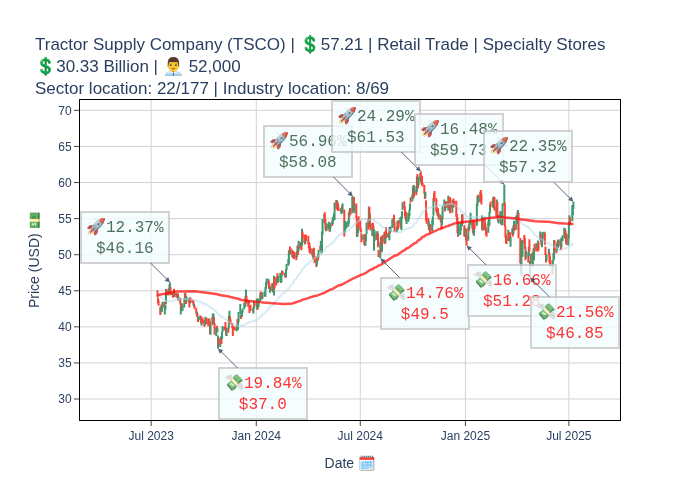 Tractor Supply Company (TSCO) | 💲57.21 | Retail Trade | Specialty Stores
💲30.33 Billion | 👨‍💼 52,000
Sector location: 22/177 | Industry location: 8/69
🚀24.29%
$61.53
🚀16.48%
$59.73
🚀56.96%
$58.08
🚀22.35%
$57.32
🚀12.37%
$46.16
💸16.66%
💸14.76%
$49.5
💸21.56%
$46.85
💸19.84%
$37.0
70
65
60
55
50
45
40
35
30
Price (USD) 💵
Jul 2023
Jan 2024
Jul 2024
Jan 2025
Jul 2025
Date 🗓️